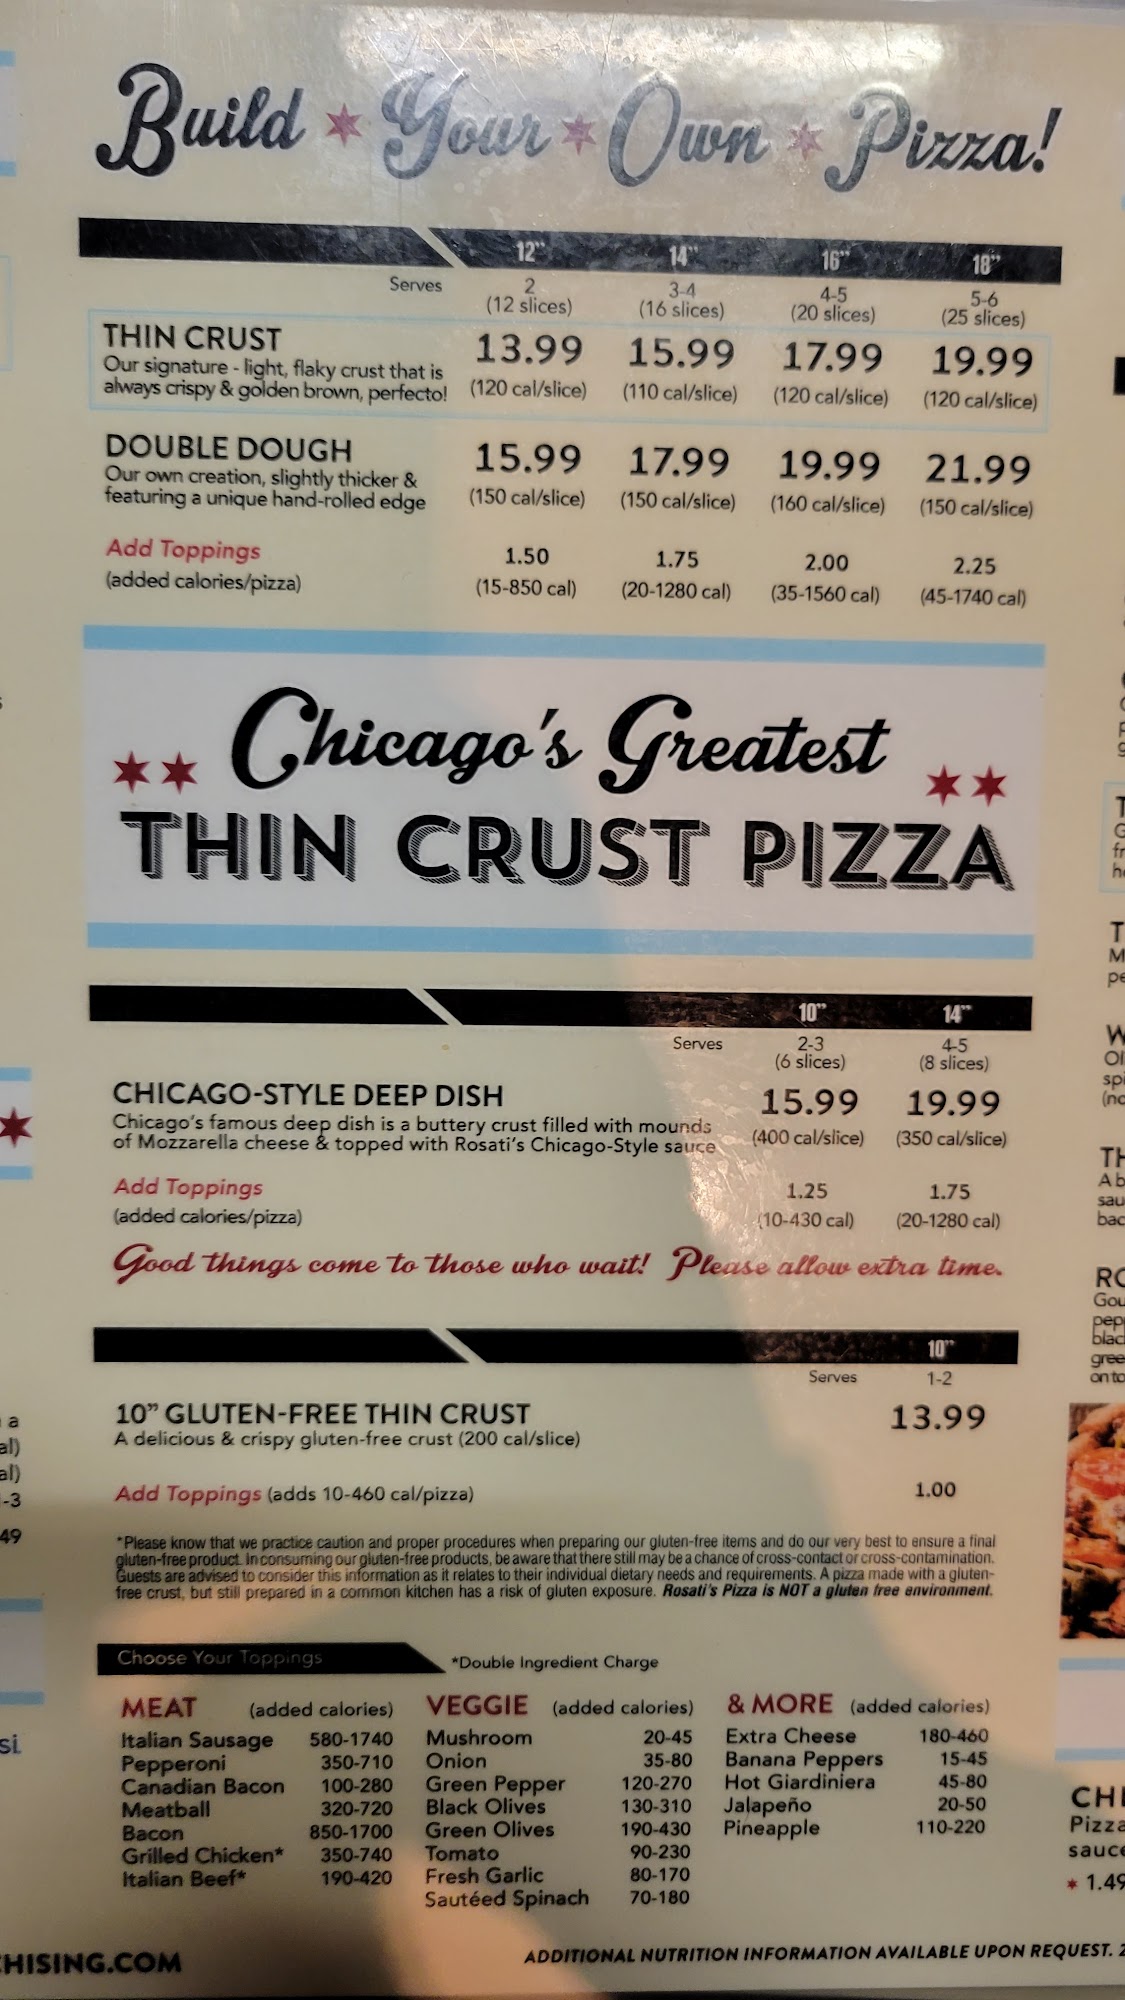 Build Your Own Pizza!
12" 14" 16" 18"
Serves 2 3-4 4-5 5-6
(12 slices) (16 slices) (20 slices) (25 slices)
THIN CRUST 13.99 15.99 17.99 19.99
Our signature - light, flaky crust that is
always crispy & golden brown, perfecto! (120 cal/slice) (110 cal/slice) (120 cal/slice) (120 cal/slice)
DOUBLE DOUGH 15.99 17.99 19.99 21.99
Our own creation, slightly thicker &
featuring a unique hand-rolled edge (150 cal/slice) (150 cal/slice) (160 cal/slice) (150 cal/slice)
Add Toppings 1.50 1.75 2.00 2.25
(added calories/pizza) (15-850 cal) (20-1280 cal) (35-1560 cal) (45-1740 cal)
Chicago's Greatest
THIN CRUST PIZZA
10" 14"
Serves 2-3 4-5
(6 slices) (8 slices)
CHICAGO-STYLE DEEP DISH 15.99 19.99
Chicago's famous deep dish is a buttery crust filled with mounds
of Mozzarella cheese & topped with Rosati's Chicago-Style sauce (400 cal/slice) (350 cal/slice)
Add Toppings 1.25 1.75
(added calories/pizza) (10-430 cal) (20-1280 cal)
Good things come to those who wait! Please allow extra time.
10"
Serves 1-2
10" GLUTEN-FREE THIN CRUST 13.99
A delicious & crispy gluten-free crust (200 cal/slice)
Add Toppings (adds 10-460 cal/pizza) 1.00
*Please know that we practice caution and proper procedures when preparing our gluten-free items and do our very best to ensure a final
gluten-free product. In consuming our gluten-free products, be aware that there still may be a chance of cross-contact or cross-contamination.
Guests are advised to consider this information as it relates to their individual dietary needs and requirements. A pizza made with a gluten-
free crust, but still prepared in a common kitchen has a risk of gluten exposure. Rosati's Pizza is NOT a gluten free environment.
Choose Your Toppings *Double Ingredient Charge
MEAT (added calories) VEGGIE (added calories) & MORE (added calories)
Italian Sausage 580-1740 Mushroom 20-45 Extra Cheese 180-460
Pepperoni 350-710 Onion 35-80 Banana Peppers 15-45
Canadian Bacon 100-280 Green Pepper 120-270 Hot Giardiniera 45-80
Meatball 320-720 Black Olives 130-310 Jalapeño 20-50
Bacon 850-1700 Green Olives 190-430 Pineapple 110-220
Grilled Chicken* 350-740 Tomato 90-230
Italian Beef* 190-420 Fresh Garlic 80-170
Sautéed Spinach 70-180
CHI
Pizza
sauce
1.49
HISING.COM ADDITIONAL NUTRITION INFORMATION AVAILABLE UPON REQUEST. 2